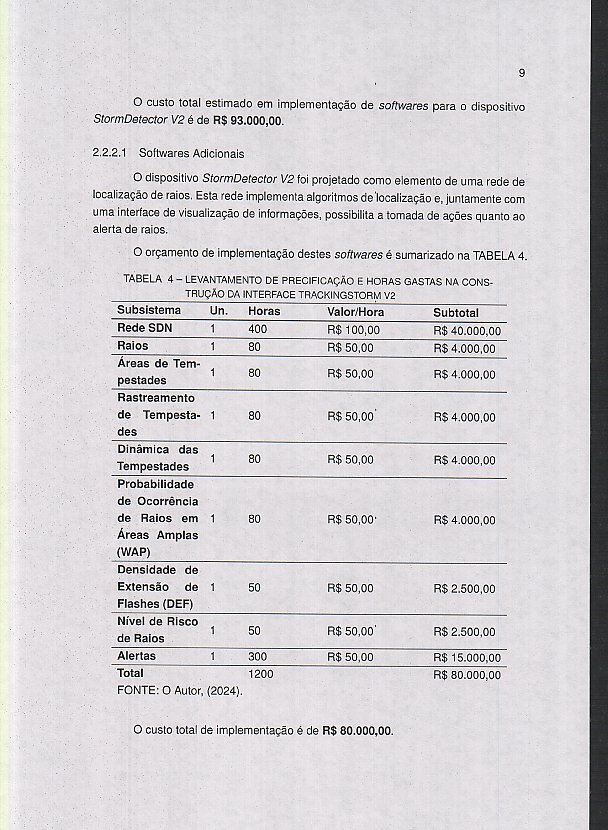 9
O custo total estimado em implementação de softwares para o dispositivo
StormDetector V2 é de R$ 93.000,00.
2.2.2.1 Softwares Adicionais
O dispositivo StormDetector V2 foi projetado como elemento de uma rede de
localização de raios. Esta rede implementa algoritmos de localização e, juntamente com
uma interface de visualização de informações, possibilita a tomada de ações quanto ao
alerta de raios.
O orçamento de implementação destes softwares é sumarizado na TABELA 4.
TABELA 4 – LEVANTAMENTO DE PRECIFICAÇÃO E HORAS GASTAS NA CONS-
TRUÇÃO DA INTERFACE TRACKINGSTORM V2
Subsistema Un. Horas Valor/Hora Subtotal
Rede SDN 1 400 R$ 100,00 R$ 40.000,00
Raios 1 80 R$ 50,00 R$ 4.000,00
Áreas de Tem-
pestades 1 80 R$ 50,00 R$ 4.000,00
Rastreamento
de Tempesta- 1 80 R$ 50,00 R$ 4.000,00
des
Dinâmica das
Tempestades 1 80 R$ 50,00 R$ 4.000,00
Probabilidade
de Ocorrência
de Raios em 1 80 R$ 50,00 R$ 4.000,00
Áreas Amplas
(WAP)
Densidade de
Extensão de 1 50 R$ 50,00 R$ 2.500,00
Flashes (DEF)
Nível de Risco
de Raios 1 50 R$ 50,00 R$ 2.500,00
Alertas 1 300 R$ 50,00 R$ 15.000,00
Total 1200 R$ 80.000,00
FONTE: O Autor, (2024).
O custo total de implementação é de R$ 80.000,00.